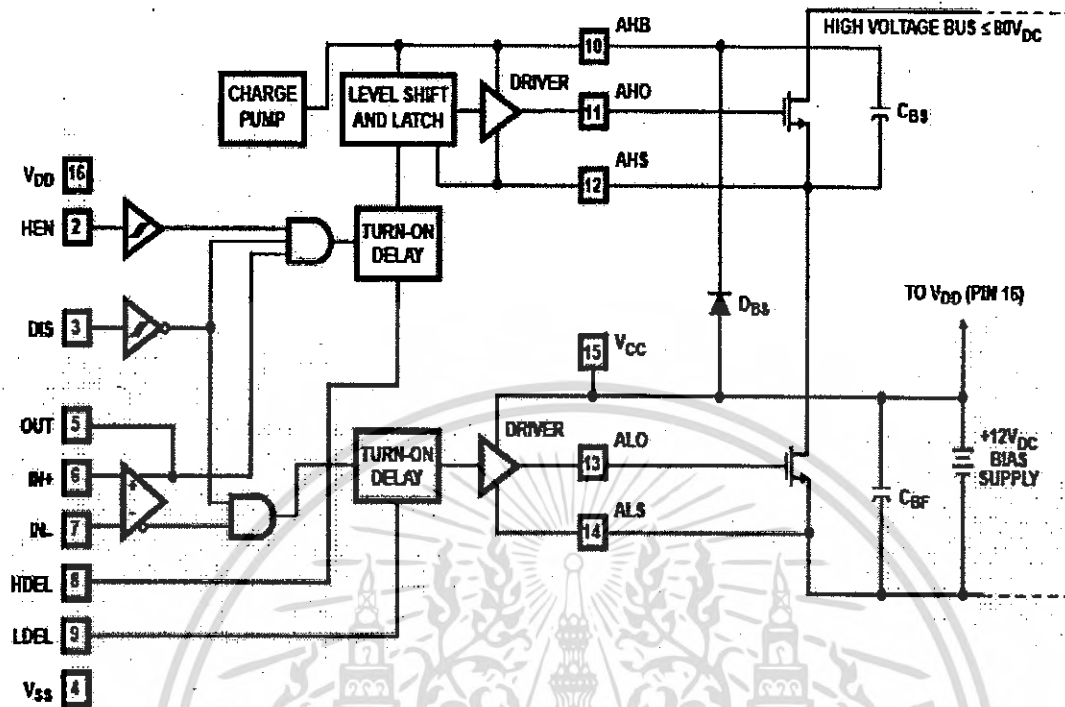 AHB
HIGH VOLTAGE BUS ≤ 80VDC
10
CHARGE
PUMP
LEVEL SHIFT
AND LATCH
DRIVER
AHO
11
CBS
AHS
12
VDD 16
HEN 2
TURN-ON
DELAY
DIS 3
DBS
TO VDD (PIN 16)
15 VCC
OUT 5
IN+ 6
+
IN- 7
-
TURN-ON
DELAY
DRIVER
ALO
13
ALS
14
CBF
+12VDC
BIAS
SUPPLY
HDEL 8
LDEL 9
VSS 4